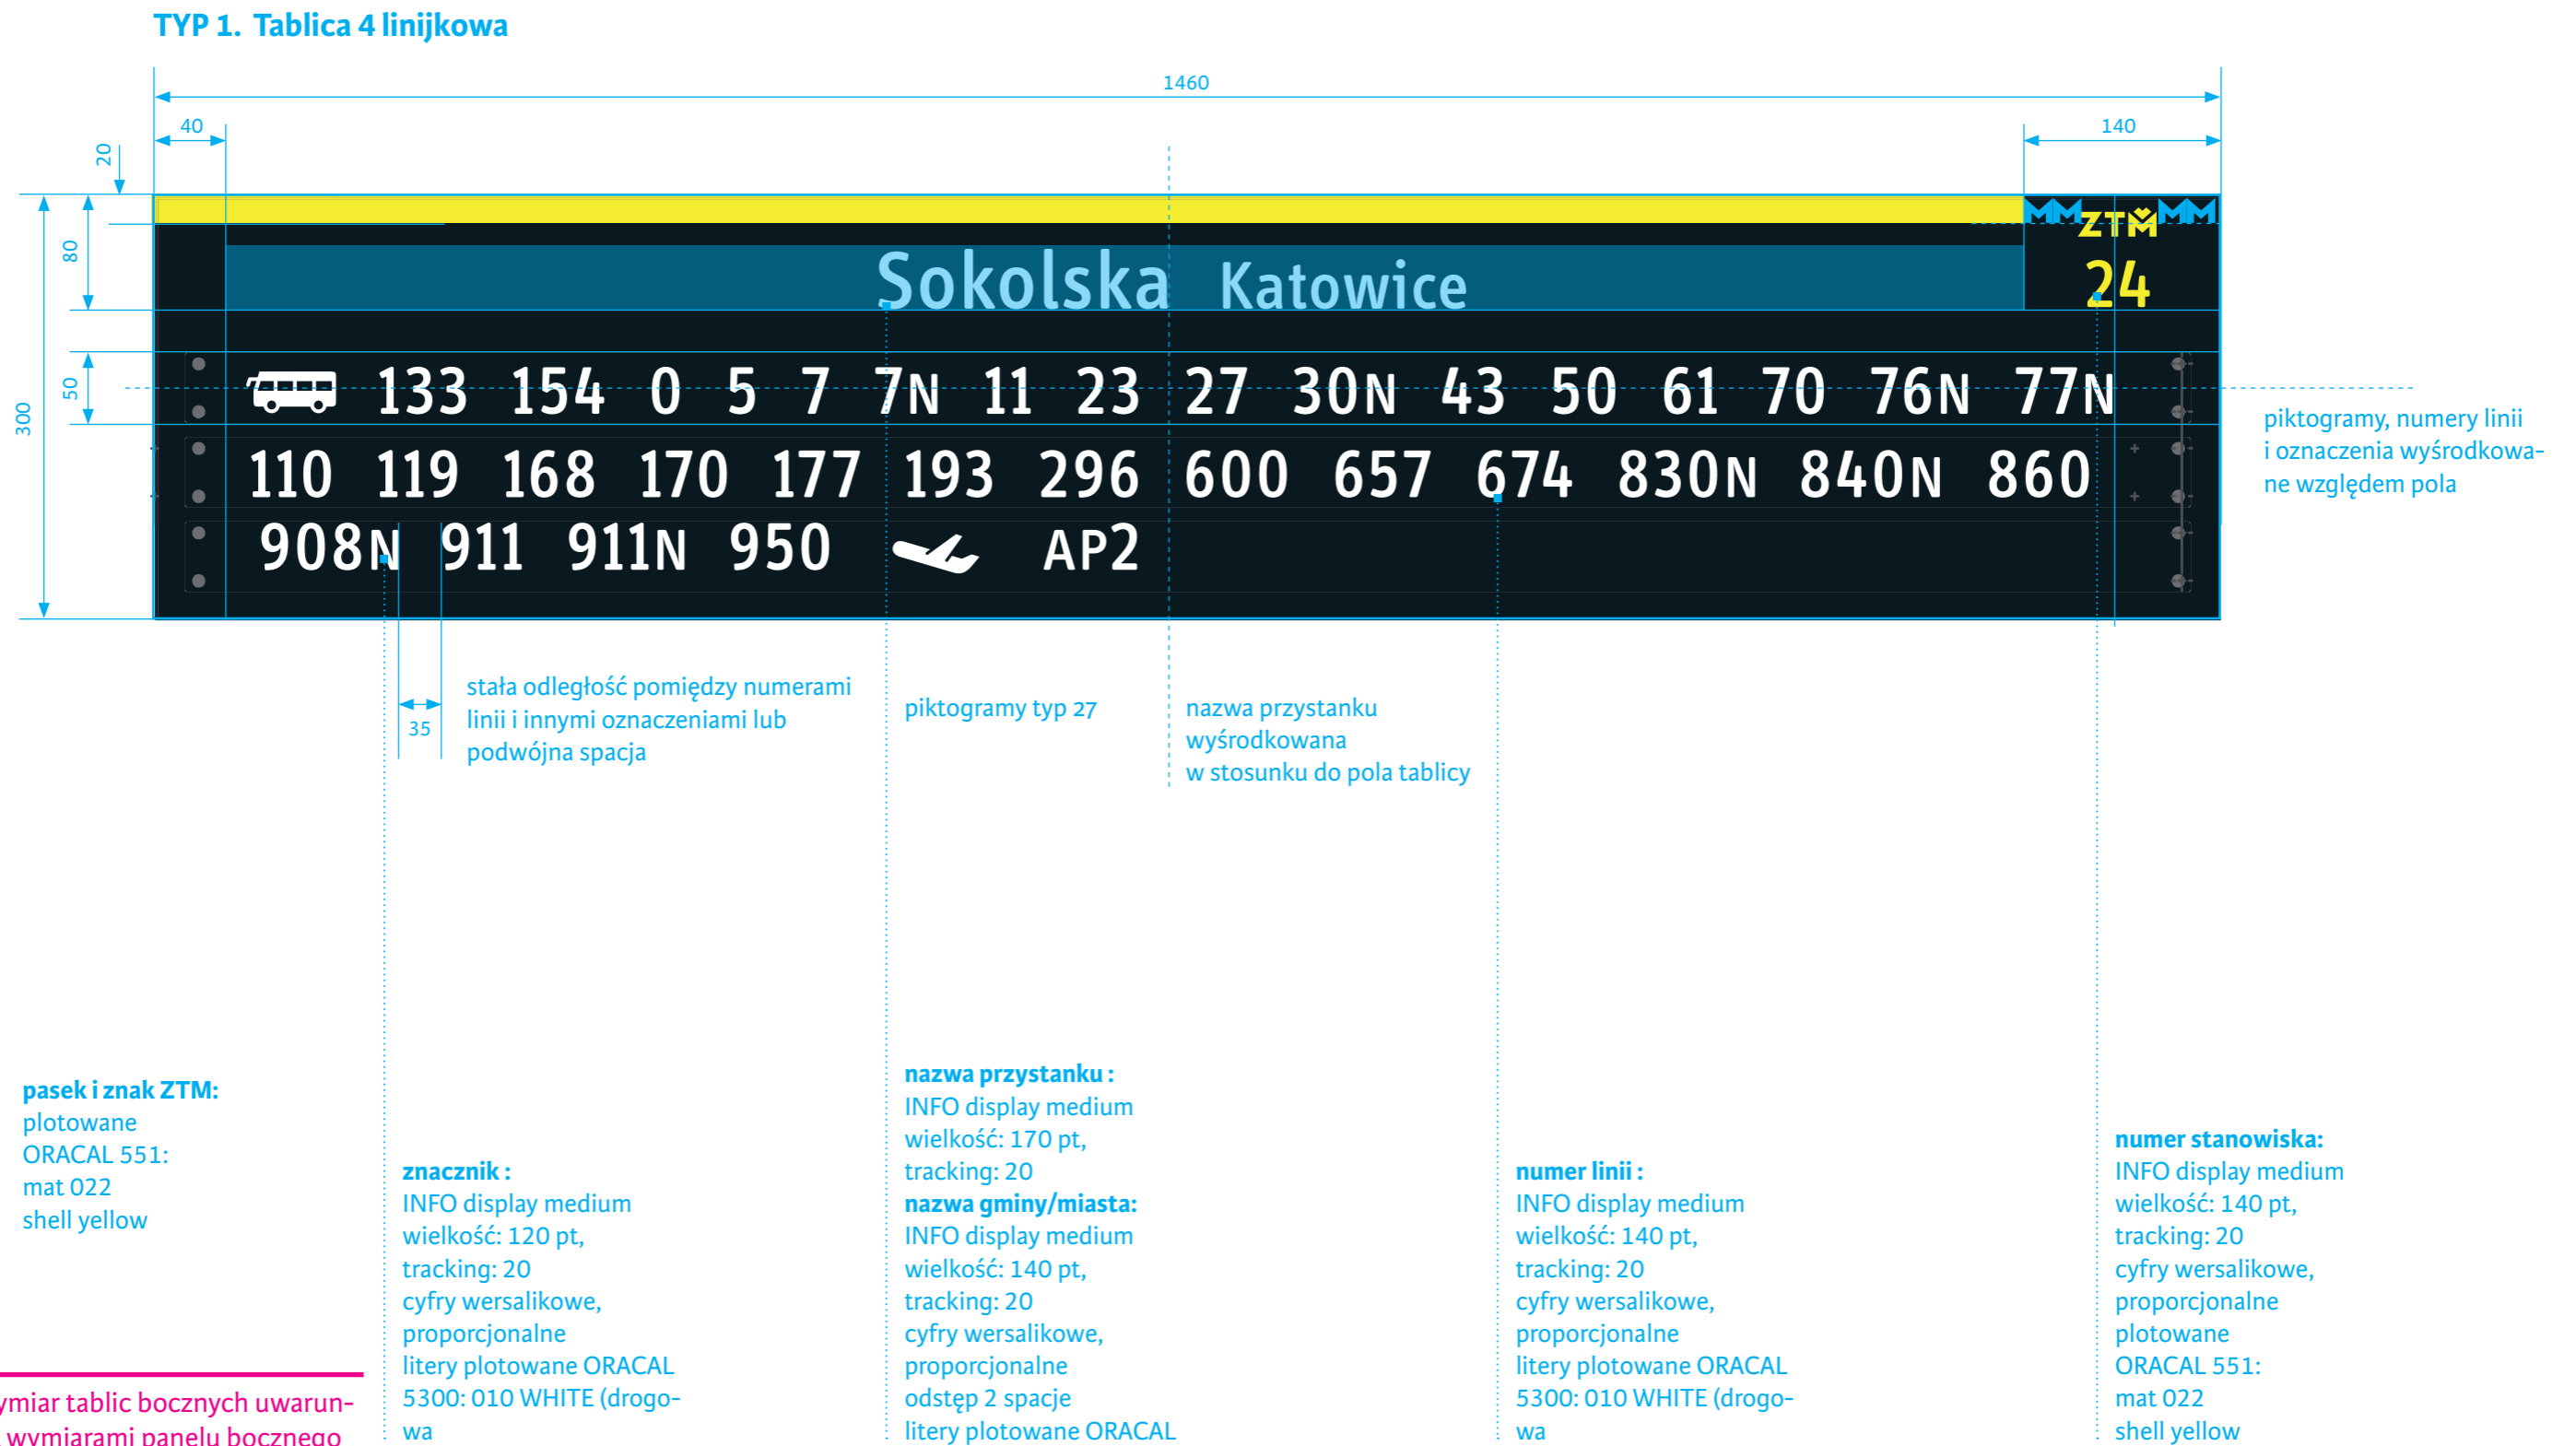 TYP 1. Tablica 4 linijkowa
1460
40
140
20
80
50
300
ZTM
Sokolska Katowice
24
133 154 0 5 7 7N 11 23 27 30N 43 50 61 70 76N 77N
110 119 168 170 177 193 296 600 657 674 830N 840N 860
908N 911 911N 950 AP2
piktogramy, numery linii
i oznaczenia wyśrodkowa-
ne względem pola
35
stała odległość pomiędzy numerami
linii i innymi oznaczeniami lub
podwójna spacja
piktogramy typ 27
nazwa przystanku
wyśrodkowana
w stosunku do pola tablicy
pasek i znak ZTM:
plotowane
ORACAL 551:
mat 022
shell yellow
znacznik :
INFO display medium
wielkość: 120 pt,
tracking: 20
cyfry wersalikowe,
proporcjonalne
litery plotowane ORACAL
5300: 010 WHITE (drogo-
wa
nazwa przystanku :
INFO display medium
wielkość: 170 pt,
tracking: 20
nazwa gminy/miasta:
INFO display medium
wielkość: 140 pt,
tracking: 20
cyfry wersalikowe,
proporcjonalne
odstęp 2 spacje
litery plotowane ORACAL
numer linii :
INFO display medium
wielkość: 140 pt,
tracking: 20
cyfry wersalikowe,
proporcjonalne
litery plotowane ORACAL
5300: 010 WHITE (drogo-
wa
numer stanowiska:
INFO display medium
wielkość: 140 pt,
tracking: 20
cyfry wersalikowe,
proporcjonalne
plotowane
ORACAL 551:
mat 022
shell yellow
ymiar tablic bocznych uwarun-
wymiarami panelu bocznego